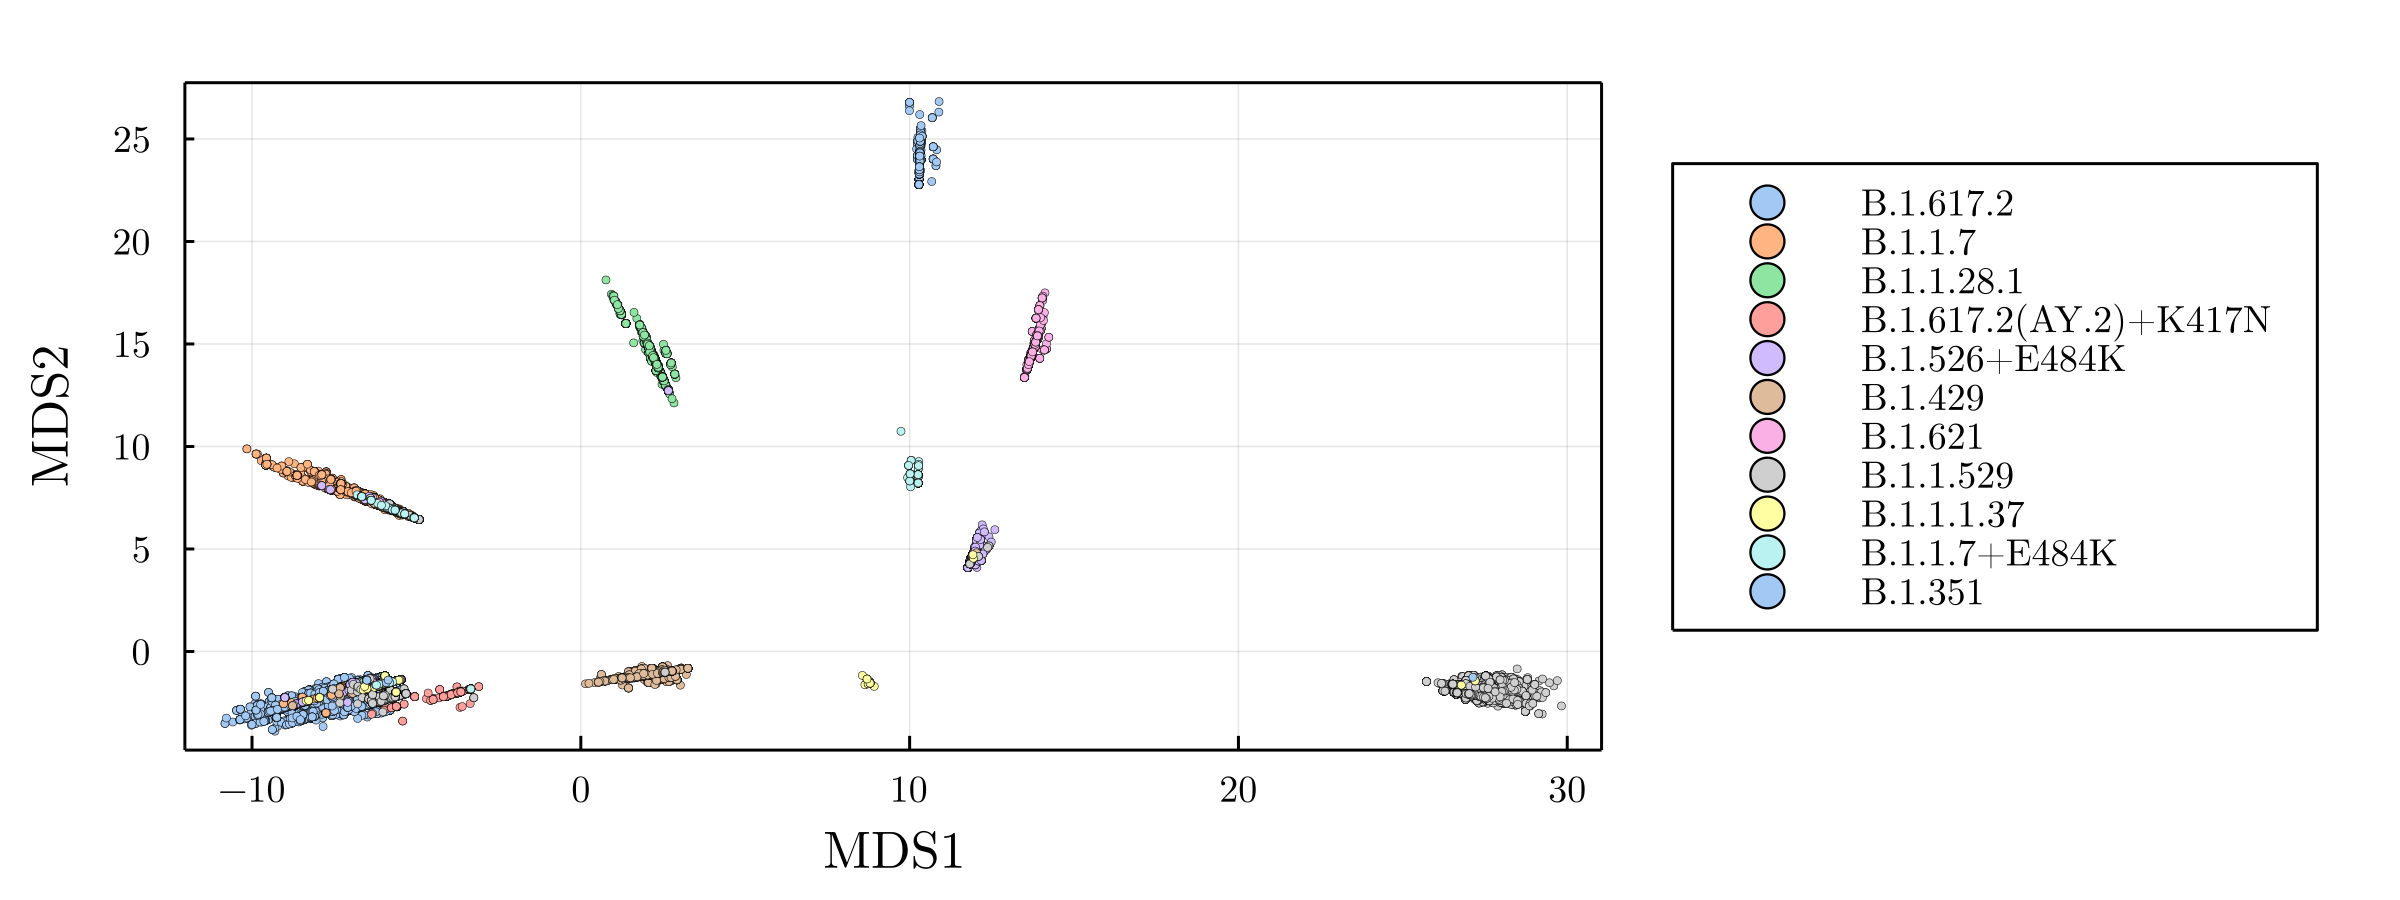 25
20
15
10
5
0
MDS2
−10 0 10 20 30
MDS1
B.1.617.2
B.1.1.7
B.1.1.28.1
B.1.617.2(AY.2)+K417N
B.1.526+E484K
B.1.429
B.1.621
B.1.1.529
B.1.1.1.37
B.1.1.7+E484K
B.1.351